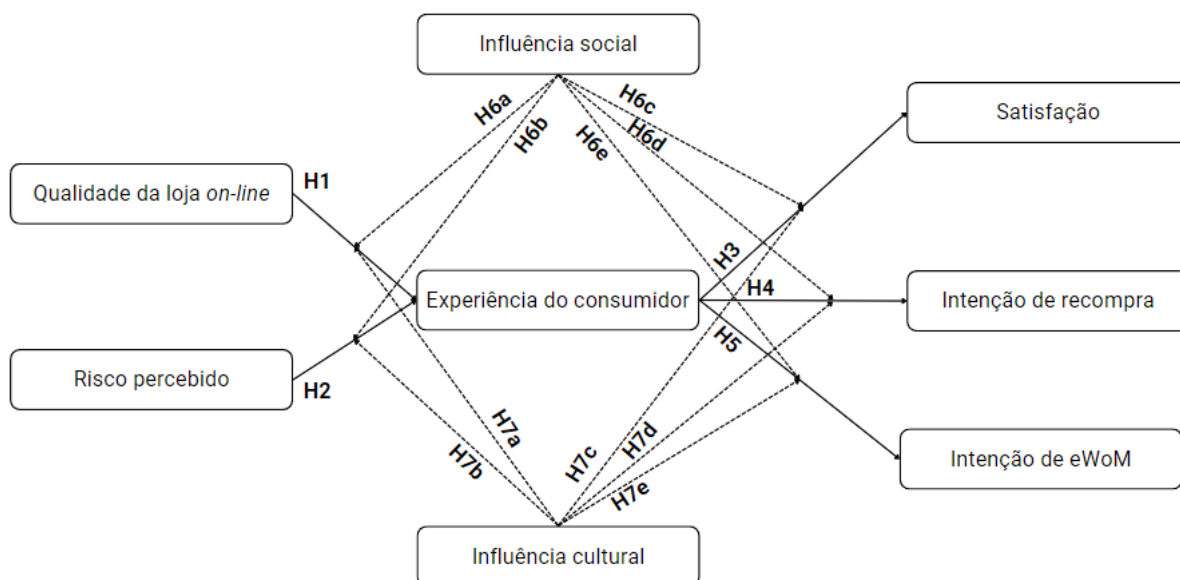 Influência social
H6a
H6b
H6c
H6d
H6e
Satisfação
Qualidade da loja on-line
H1
Experiência do consumidor
H3
H4
H5
Intenção de recompra
Risco percebido
H2
H7a
H7b
H7c
H7d
H7e
Intenção de eWoM
Influência cultural